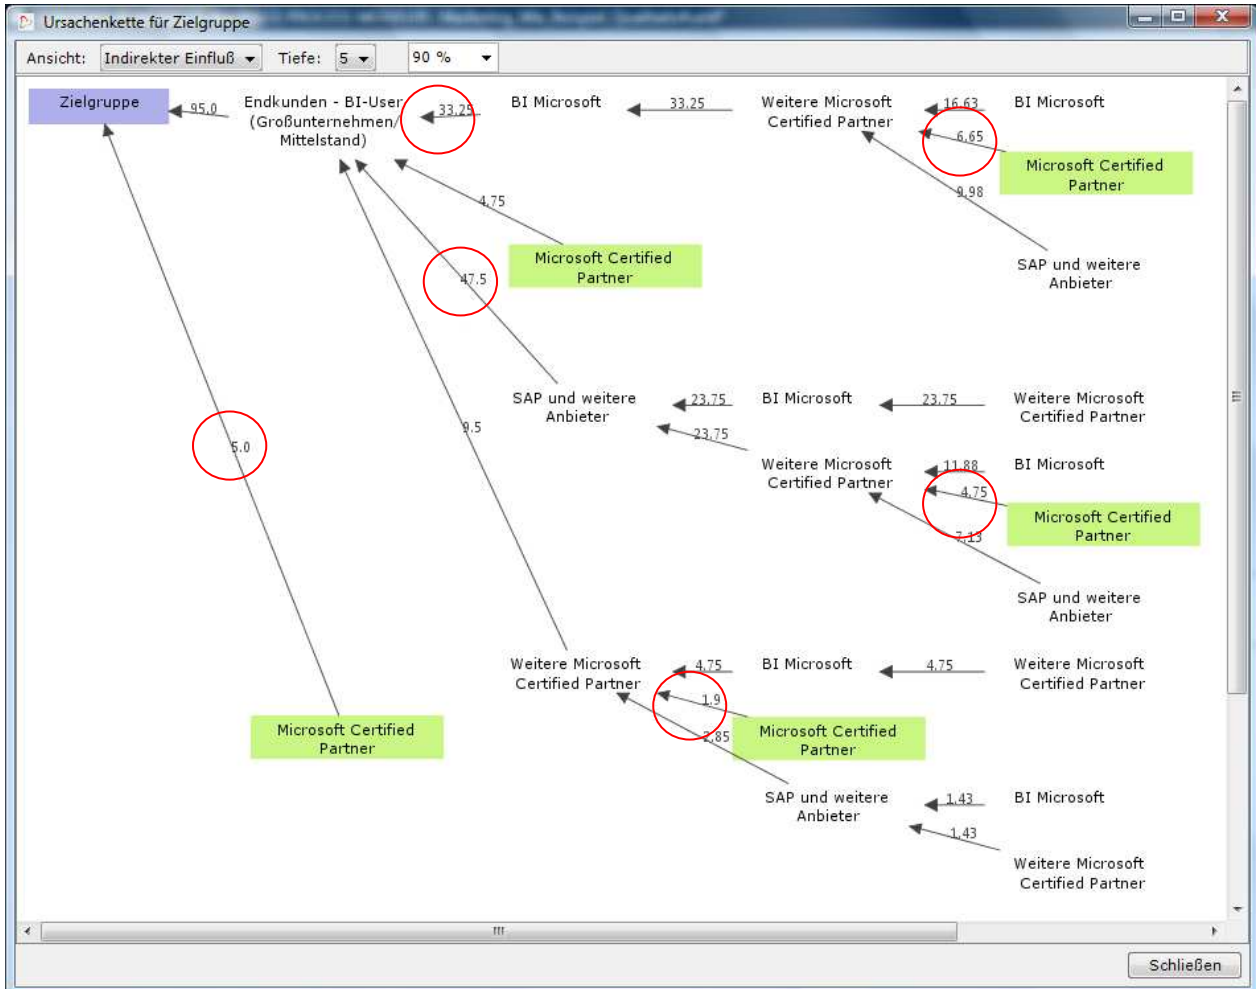 Ursachenkette für Zielgruppe
Ansicht: Indirekter Einfluß Tiefe: 5 90 %
Zielgruppe
95.0
Endkunden - BI-User
(Großunternehmen/
Mittelstand)
33.25
BI Microsoft
33.25
Weitere Microsoft
Certified Partner
16.63
BI Microsoft
6.65
Microsoft Certified
Partner
9.98
SAP und weitere
Anbieter
4.75
Microsoft Certified
Partner
47.5
SAP und weitere
Anbieter
23.75
BI Microsoft
23.75
Weitere Microsoft
Certified Partner
23.75
Weitere Microsoft
Certified Partner
11.88
BI Microsoft
4.75
Microsoft Certified
Partner
7.13
SAP und weitere
Anbieter
9.5
Weitere Microsoft
Certified Partner
4.75
BI Microsoft
4.75
Weitere Microsoft
Certified Partner
1.9
Microsoft Certified
Partner
2.85
SAP und weitere
Anbieter
1.43
BI Microsoft
1.43
Weitere Microsoft
Certified Partner
5.0
Microsoft Certified
Partner
Schließen